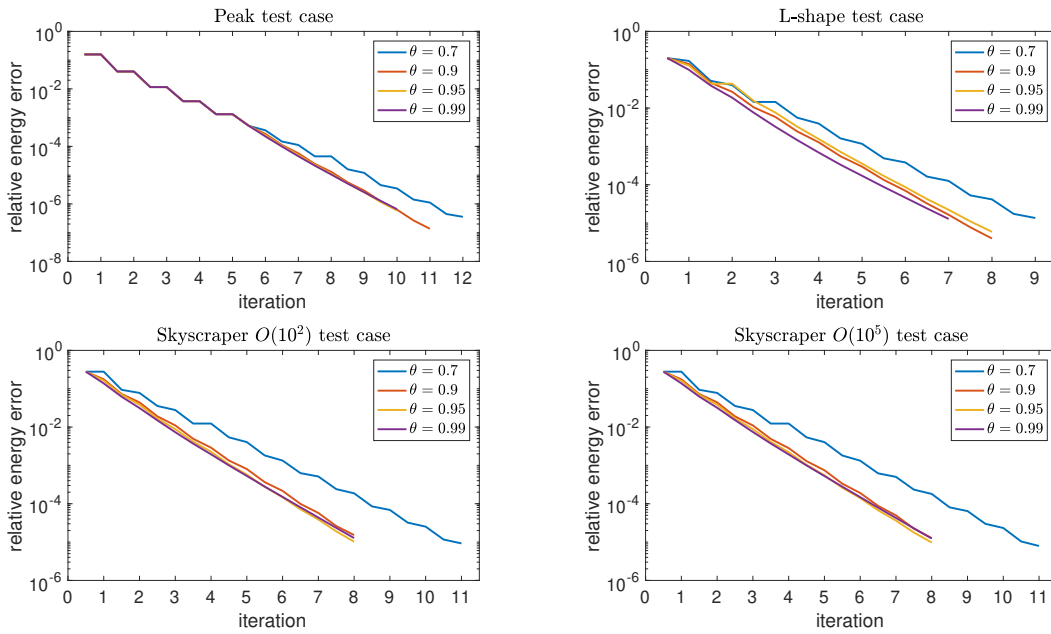 Peak test case
10^0
10^-2
10^-4
10^-6
10^-8
relative energy error
θ = 0.7
θ = 0.9
θ = 0.95
θ = 0.99
0 1 2 3 4 5 6 7 8 9 10 11 12
iteration
L-shape test case
10^0
10^-2
10^-4
10^-6
relative energy error
θ = 0.7
θ = 0.9
θ = 0.95
θ = 0.99
0 1 2 3 4 5 6 7 8 9
iteration
Skyscraper O(10^2) test case
10^0
10^-2
10^-4
10^-6
relative energy error
θ = 0.7
θ = 0.9
θ = 0.95
θ = 0.99
0 1 2 3 4 5 6 7 8 9 10 11
iteration
Skyscraper O(10^5) test case
10^0
10^-2
10^-4
10^-6
relative energy error
θ = 0.7
θ = 0.9
θ = 0.95
θ = 0.99
0 1 2 3 4 5 6 7 8 9 10 11
iteration